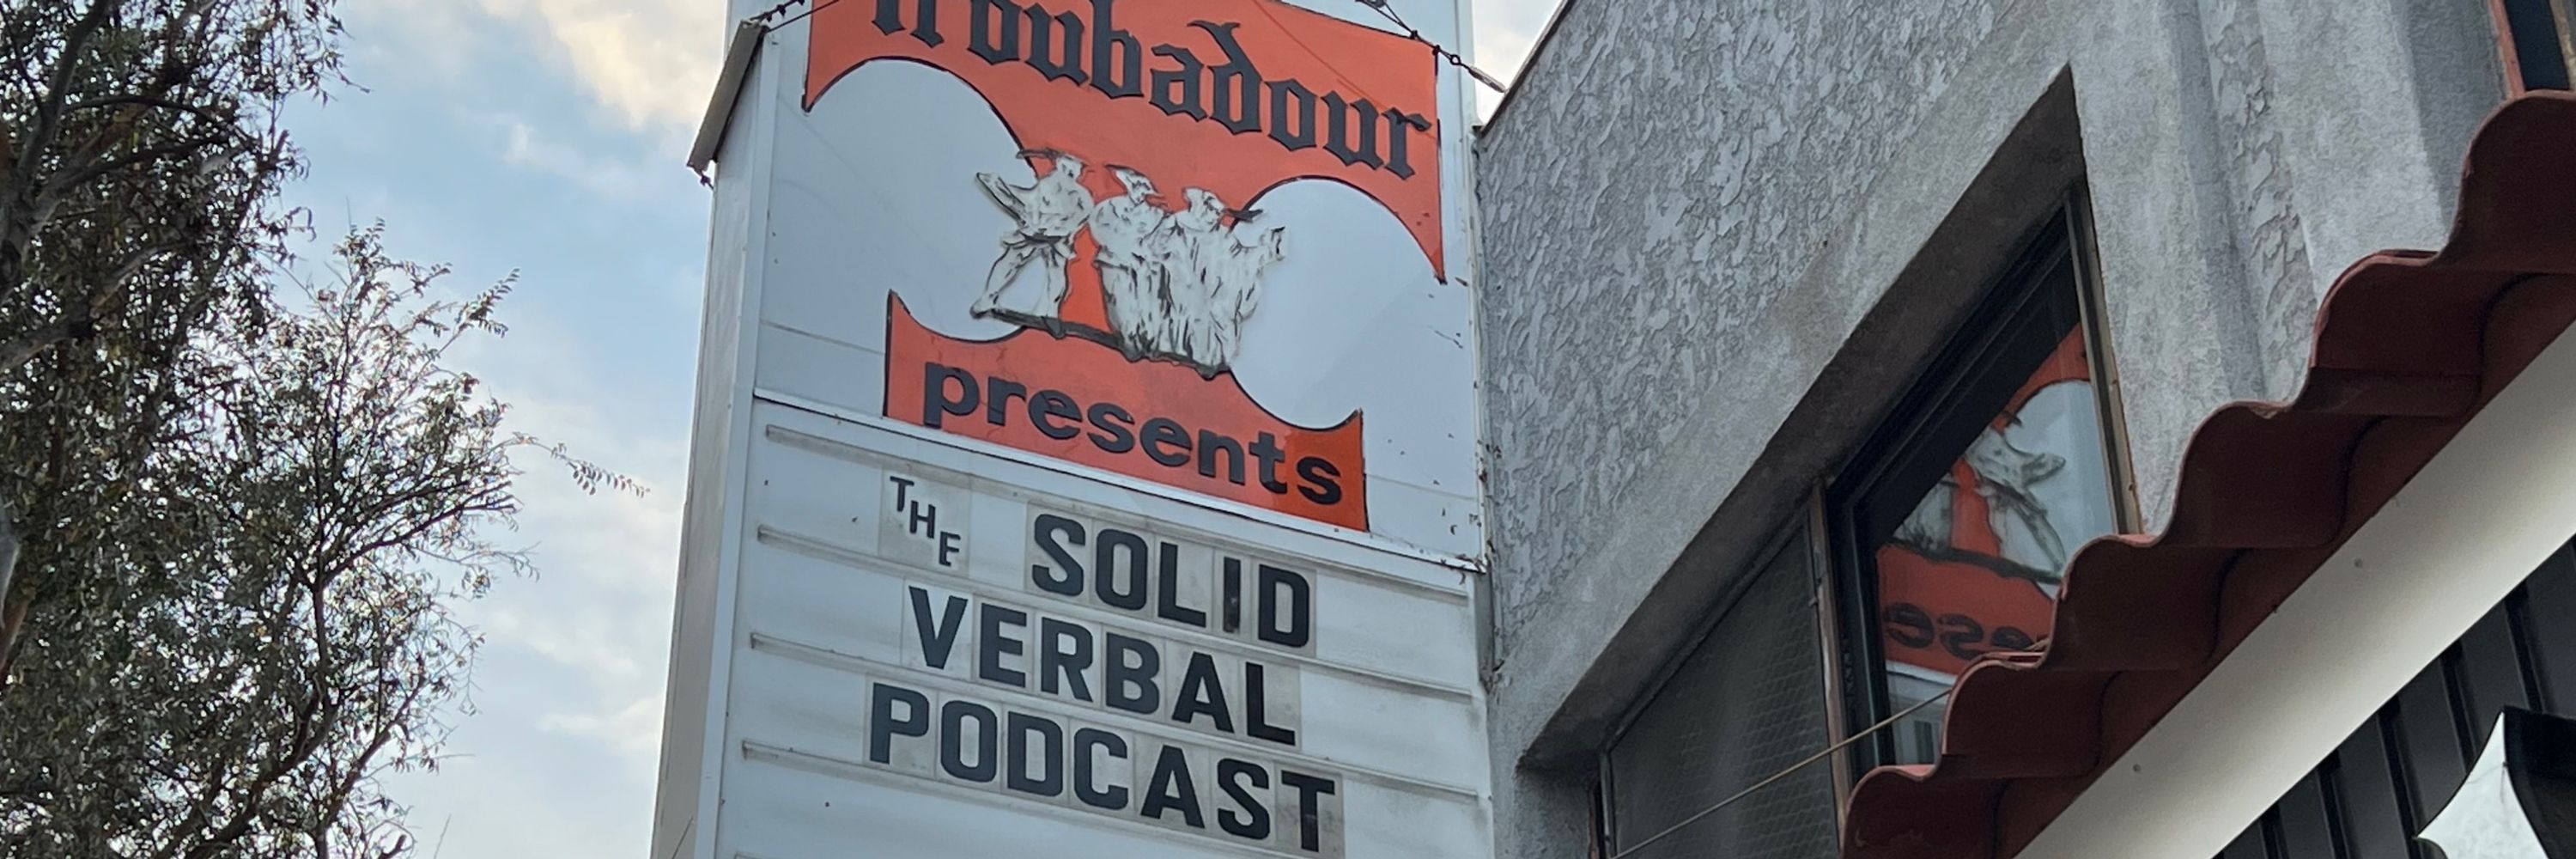 Troubadour
presents
THE SOLID
VERBAL
PODCAST